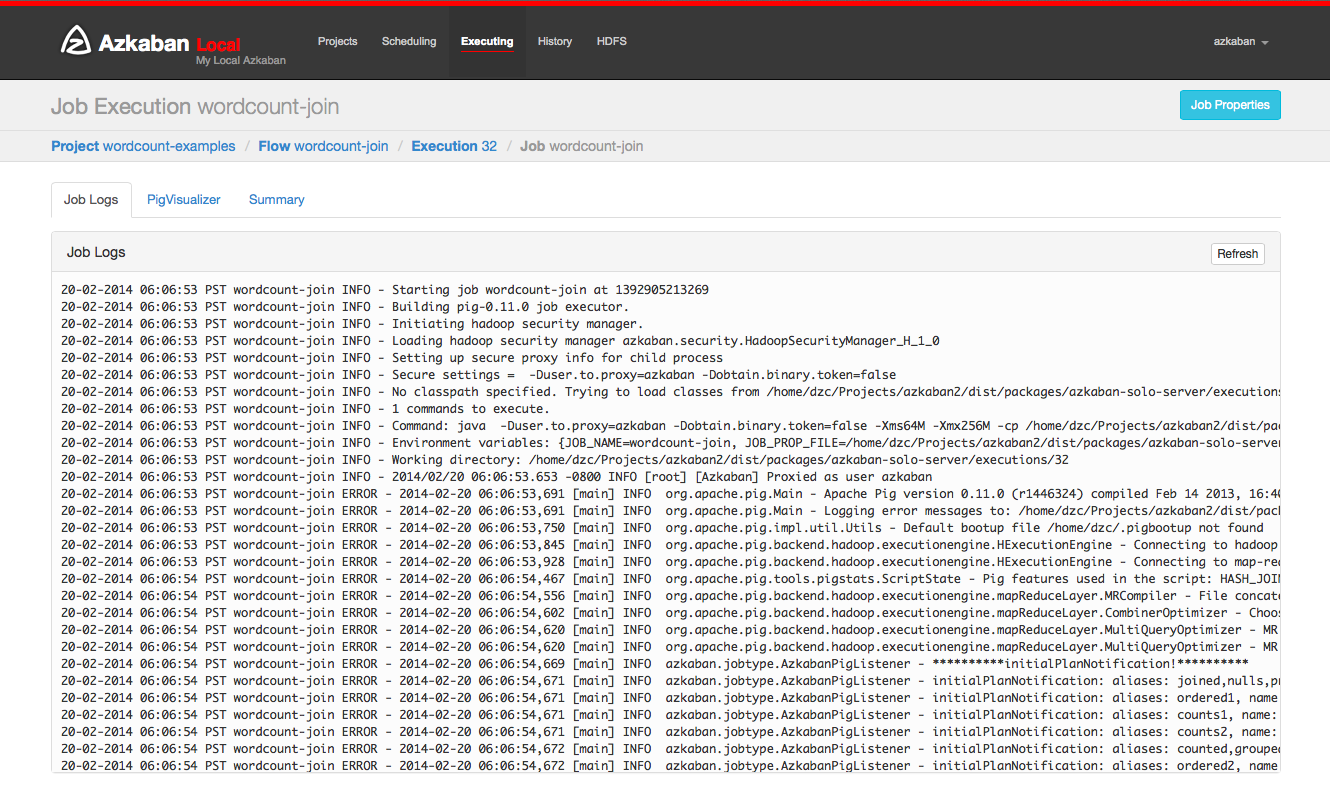 Azkaban Local
My Local Azkaban
Projects Scheduling Executing History HDFS azkaban
Job Execution wordcount-join
Job Properties
Project wordcount-examples / Flow wordcount-join / Execution 32 / Job wordcount-join
Job Logs PigVisualizer Summary
Job Logs
Refresh
20-02-2014 06:06:53 PST wordcount-join INFO - Starting job wordcount-join at 1392905213269
20-02-2014 06:06:53 PST wordcount-join INFO - Building pig-0.11.0 job executor.
20-02-2014 06:06:53 PST wordcount-join INFO - Initiating hadoop security manager.
20-02-2014 06:06:53 PST wordcount-join INFO - Loading hadoop security manager azkaban.security.HadoopSecurityManager_H_1_0
20-02-2014 06:06:53 PST wordcount-join INFO - Setting up secure proxy info for child process
20-02-2014 06:06:53 PST wordcount-join INFO - Secure settings =  -Duser.to.proxy=azkaban -Dobtain.binary.token=false
20-02-2014 06:06:53 PST wordcount-join INFO - No classpath specified. Trying to load classes from /home/dzc/Projects/azkaban2/dist/packages/azkaban-solo-server/executions
20-02-2014 06:06:53 PST wordcount-join INFO - 1 commands to execute.
20-02-2014 06:06:53 PST wordcount-join INFO - Command: java  -Duser.to.proxy=azkaban -Dobtain.binary.token=false -Xms64M -Xmx256M -cp /home/dzc/Projects/azkaban2/dist/pac
20-02-2014 06:06:53 PST wordcount-join INFO - Environment variables: {JOB_NAME=wordcount-join, JOB_PROP_FILE=/home/dzc/Projects/azkaban2/dist/packages/azkaban-solo-server
20-02-2014 06:06:53 PST wordcount-join INFO - Working directory: /home/dzc/Projects/azkaban2/dist/packages/azkaban-solo-server/executions/32
20-02-2014 06:06:53 PST wordcount-join INFO - 2014/02/20 06:06:53.653 -0800 INFO [root] [Azkaban] Proxied as user azkaban
20-02-2014 06:06:53 PST wordcount-join ERROR - 2014-02-20 06:06:53,691 [main] INFO  org.apache.pig.Main - Apache Pig version 0.11.0 (r1446324) compiled Feb 14 2013, 16:40
20-02-2014 06:06:53 PST wordcount-join ERROR - 2014-02-20 06:06:53,691 [main] INFO  org.apache.pig.Main - Logging error messages to: /home/dzc/Projects/azkaban2/dist/pack
20-02-2014 06:06:53 PST wordcount-join ERROR - 2014-02-20 06:06:53,750 [main] INFO  org.apache.pig.impl.util.Utils - Default bootup file /home/dzc/.pigbootup not found
20-02-2014 06:06:53 PST wordcount-join ERROR - 2014-02-20 06:06:53,845 [main] INFO  org.apache.pig.backend.hadoop.executionengine.HExecutionEngine - Connecting to hadoop
20-02-2014 06:06:53 PST wordcount-join ERROR - 2014-02-20 06:06:53,928 [main] INFO  org.apache.pig.backend.hadoop.executionengine.HExecutionEngine - Connecting to map-red
20-02-2014 06:06:54 PST wordcount-join ERROR - 2014-02-20 06:06:54,467 [main] INFO  org.apache.pig.tools.pigstats.ScriptState - Pig features used in the script: HASH_JOIN
20-02-2014 06:06:54 PST wordcount-join ERROR - 2014-02-20 06:06:54,556 [main] INFO  org.apache.pig.backend.hadoop.executionengine.mapReduceLayer.MRCompiler - File concate
20-02-2014 06:06:54 PST wordcount-join ERROR - 2014-02-20 06:06:54,602 [main] INFO  org.apache.pig.backend.hadoop.executionengine.mapReduceLayer.CombinerOptimizer - Choos
20-02-2014 06:06:54 PST wordcount-join ERROR - 2014-02-20 06:06:54,620 [main] INFO  org.apache.pig.backend.hadoop.executionengine.mapReduceLayer.MultiQueryOptimizer - MR
20-02-2014 06:06:54 PST wordcount-join ERROR - 2014-02-20 06:06:54,620 [main] INFO  org.apache.pig.backend.hadoop.executionengine.mapReduceLayer.MultiQueryOptimizer - MR
20-02-2014 06:06:54 PST wordcount-join ERROR - 2014-02-20 06:06:54,669 [main] INFO  azkaban.jobtype.AzkabanPigListener - **********initialPlanNotification!**********
20-02-2014 06:06:54 PST wordcount-join ERROR - 2014-02-20 06:06:54,671 [main] INFO  azkaban.jobtype.AzkabanPigListener - initialPlanNotification: aliases: joined,nulls,pr
20-02-2014 06:06:54 PST wordcount-join ERROR - 2014-02-20 06:06:54,671 [main] INFO  azkaban.jobtype.AzkabanPigListener - initialPlanNotification: aliases: ordered1, name
20-02-2014 06:06:54 PST wordcount-join ERROR - 2014-02-20 06:06:54,671 [main] INFO  azkaban.jobtype.AzkabanPigListener - initialPlanNotification: aliases: counts1, name:
20-02-2014 06:06:54 PST wordcount-join ERROR - 2014-02-20 06:06:54,671 [main] INFO  azkaban.jobtype.AzkabanPigListener - initialPlanNotification: aliases: counts2, name:
20-02-2014 06:06:54 PST wordcount-join ERROR - 2014-02-20 06:06:54,672 [main] INFO  azkaban.jobtype.AzkabanPigListener - initialPlanNotification: aliases: counted,grouped
20-02-2014 06:06:54 PST wordcount-join ERROR - 2014-02-20 06:06:54,672 [main] INFO  azkaban.jobtype.AzkabanPigListener - initialPlanNotification: aliases: ordered2, name